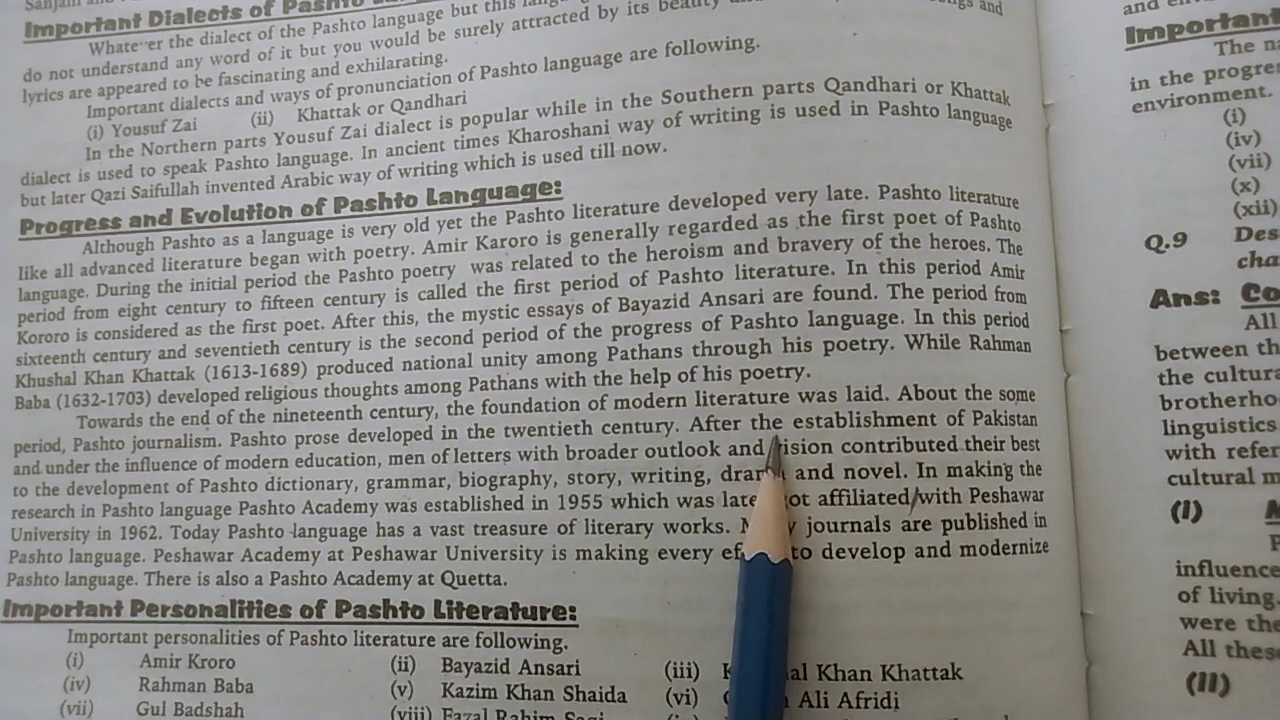 Sanjani and
Important Dialects of Pashto
Whatever the dialect of the Pashto language but this
do not understand any word of it but you would be surely attracted by its beauty and
lyrics are appeared to be fascinating and exhilarating.
Important dialects and ways of pronunciation of Pashto language are following.
(i) Yousuf Zai (ii) Khattak or Qandhari
In the Northern parts Yousuf Zai dialect is popular while in the Southern parts Qandhari or Khattak
dialect is used to speak Pashto language. In ancient times Kharoshani way of writing is used in Pashto language
but later Qazi Saifullah invented Arabic way of writing which is used till now.
Progress and Evolution of Pashto Language:
Although Pashto as a language is very old yet the Pashto literature developed very late. Pashto literature
like all advanced literature began with poetry. Amir Karoro is generally regarded as the first poet of Pashto
language. During the initial period the Pashto poetry was related to the heroism and bravery of the heroes. The
period from eight century to fifteen century is called the first period of Pashto literature. In this period Amir
Kororo is considered as the first poet. After this, the mystic essays of Bayazid Ansari are found. The period from
sixteenth century and seventieth century is the second period of the progress of Pashto language. In this period
Khushal Khan Khattak (1613-1689) produced national unity among Pathans through his poetry. While Rahman
Baba (1632-1703) developed religious thoughts among Pathans with the help of his poetry.
Towards the end of the nineteenth century, the foundation of modern literature was laid. About the some
period, Pashto journalism. Pashto prose developed in the twentieth century. After the establishment of Pakistan
and under the influence of modern education, men of letters with broader outlook and vision contributed their best
to the development of Pashto dictionary, grammar, biography, story, writing, drama and novel. In making the
research in Pashto language Pashto Academy was established in 1955 which was later got affiliated with Peshawar
University in 1962. Today Pashto language has a vast treasure of literary works. Many journals are published in
Pashto language. Peshawar Academy at Peshawar University is making every to develop and modernize
Pashto language. There is also a Pashto Academy at Quetta.
Important Personalities of Pashto Literature:
Important personalities of Pashto literature are following.
(i) Amir Kroro (ii) Bayazid Ansari (iii) Khan Khattak
(iv) Rahman Baba (v) Kazim Khan Shaida (vi) Ali Afridi
(vii) Gul Badshah (viii) Fazal Rahim
and
Important
The
in the
environment.
(i)
(iv)
(vii)
(x)
(xii)
Q.9
Ans:
All
between
the
with
cultural
(I)
influence
of living.
were
All
(II)